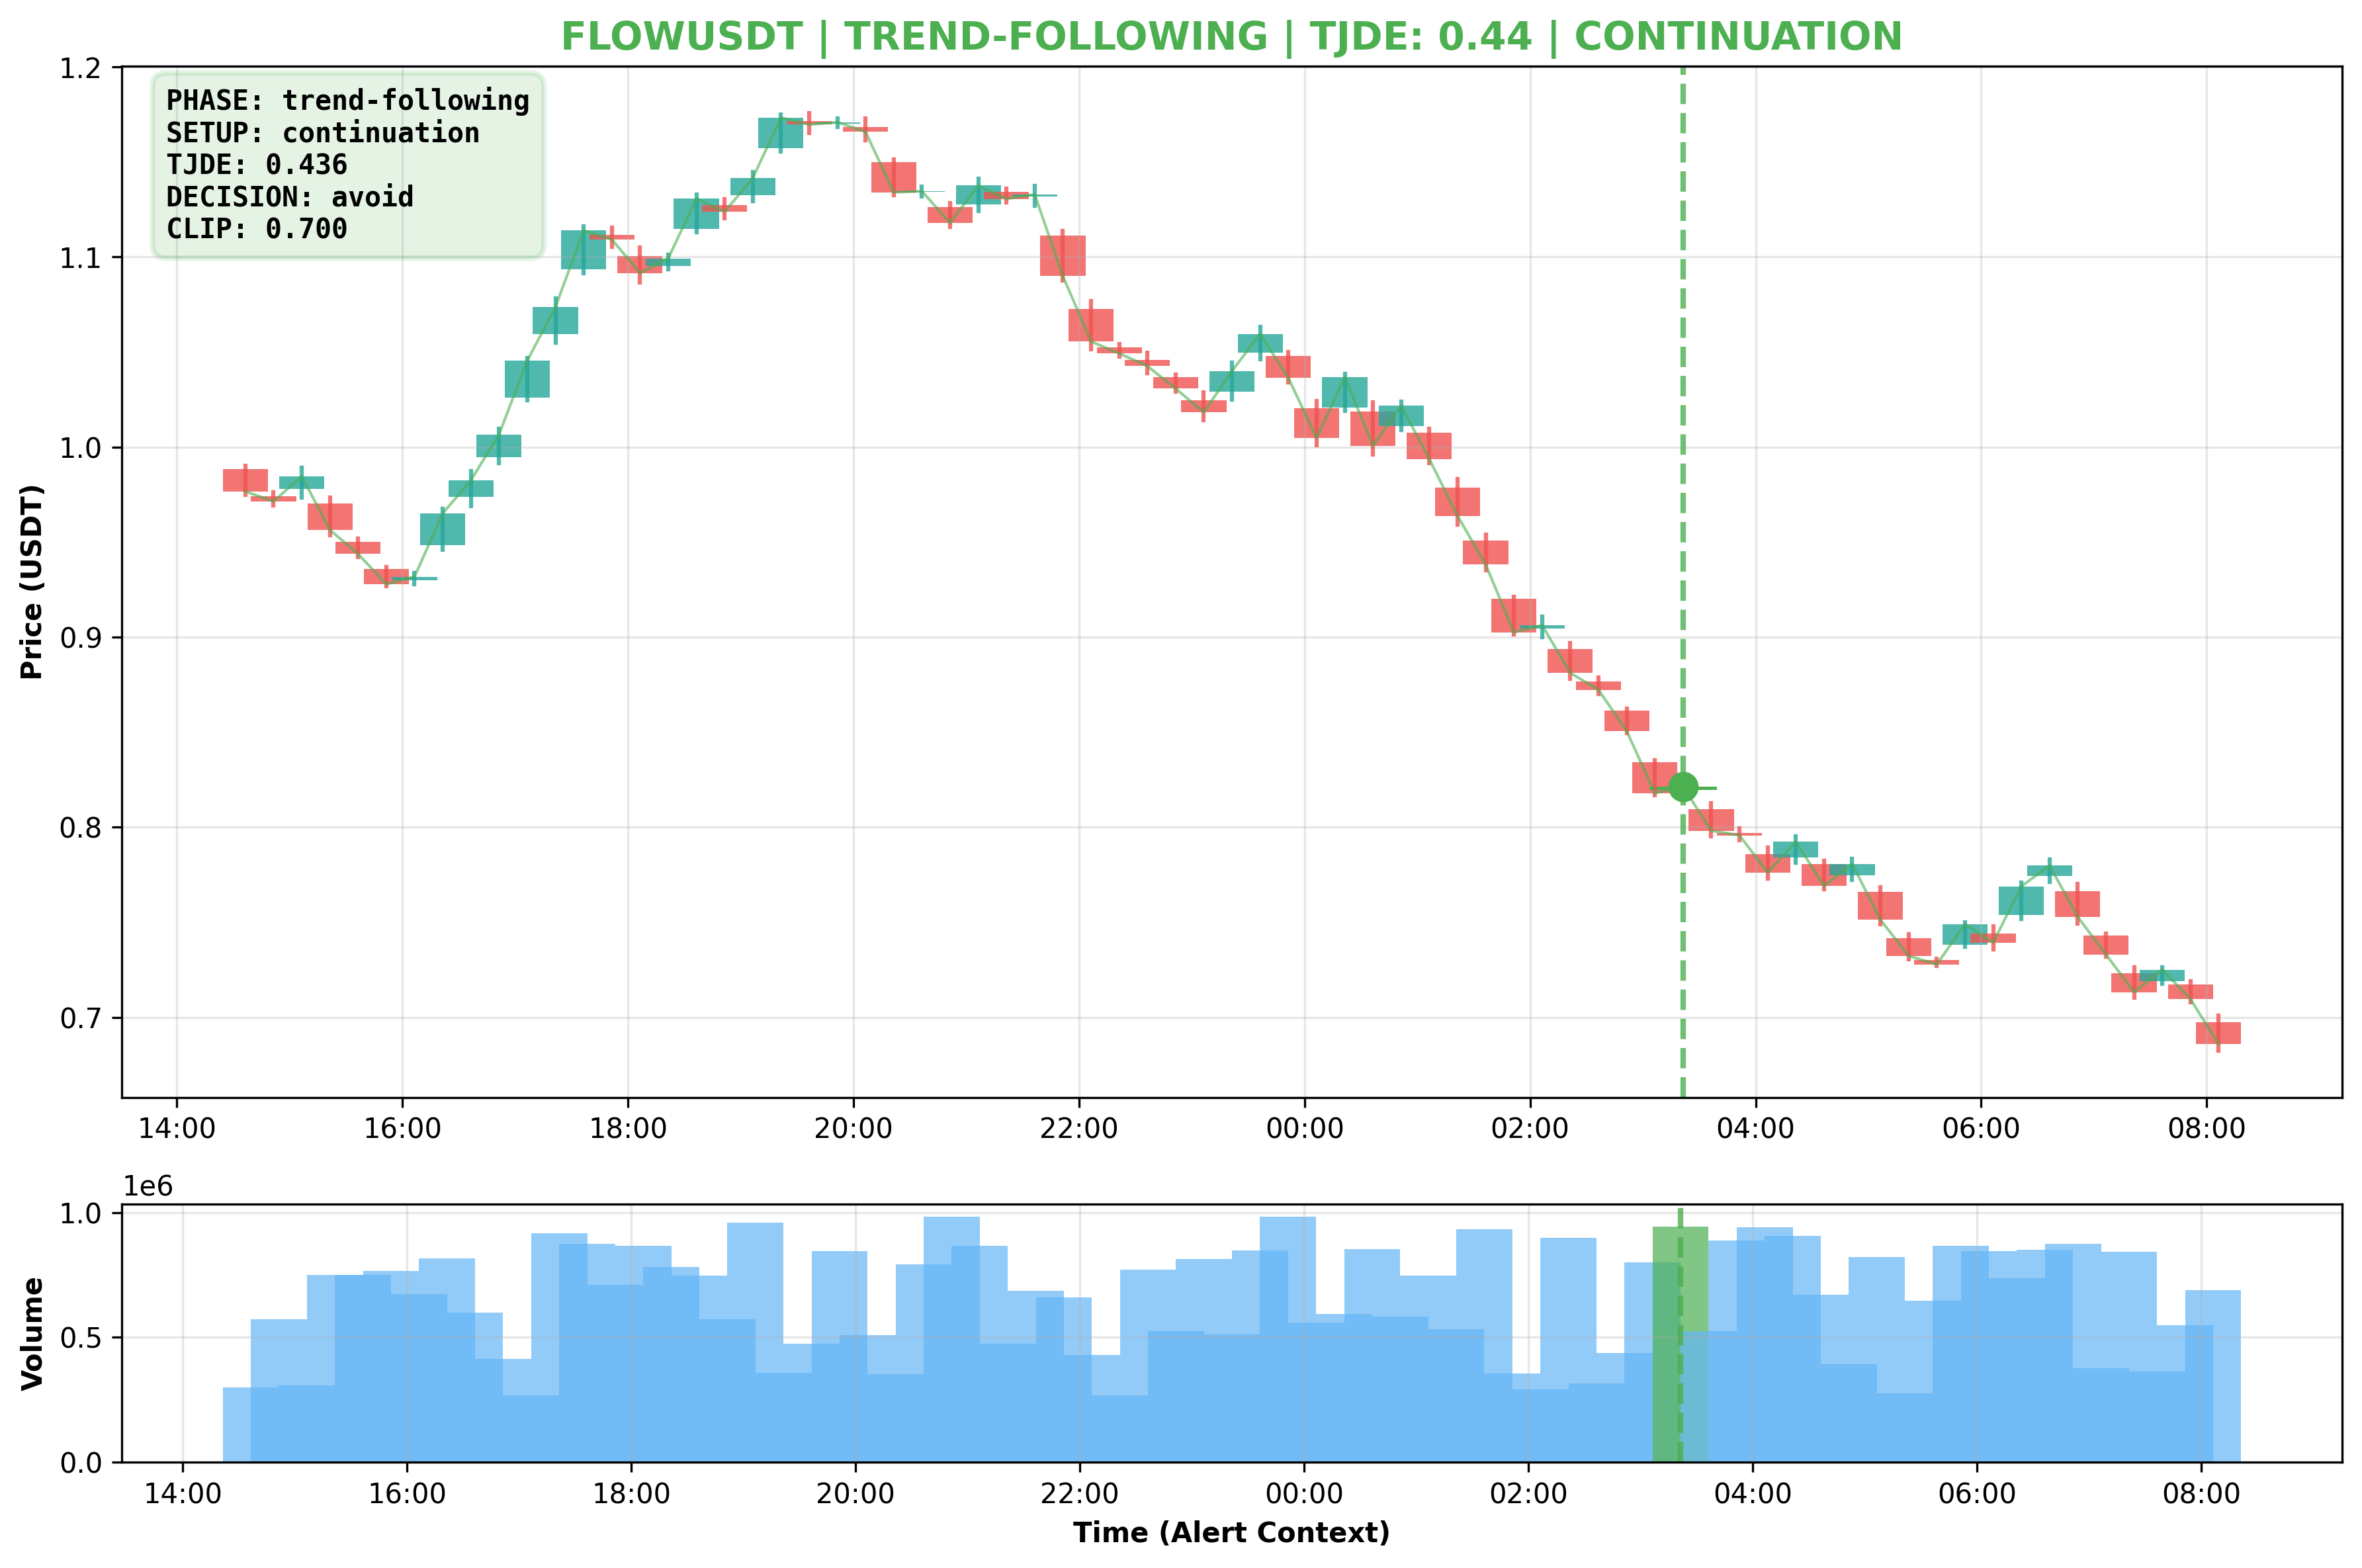 FLOWUSDT | TREND-FOLLOWING | TJDE: 0.44 | CONTINUATION
PHASE: trend-following
SETUP: continuation
TJDE: 0.436
DECISION: avoid
CLIP: 0.700
Price (USDT)
1.2
1.1
1.0
0.9
0.8
0.7
14:00 16:00 18:00 20:00 22:00 00:00 02:00 04:00 06:00 08:00
1e6
Volume
1.0
0.5
0.0
14:00 16:00 18:00 20:00 22:00 00:00 02:00 04:00 06:00 08:00
Time (Alert Context)